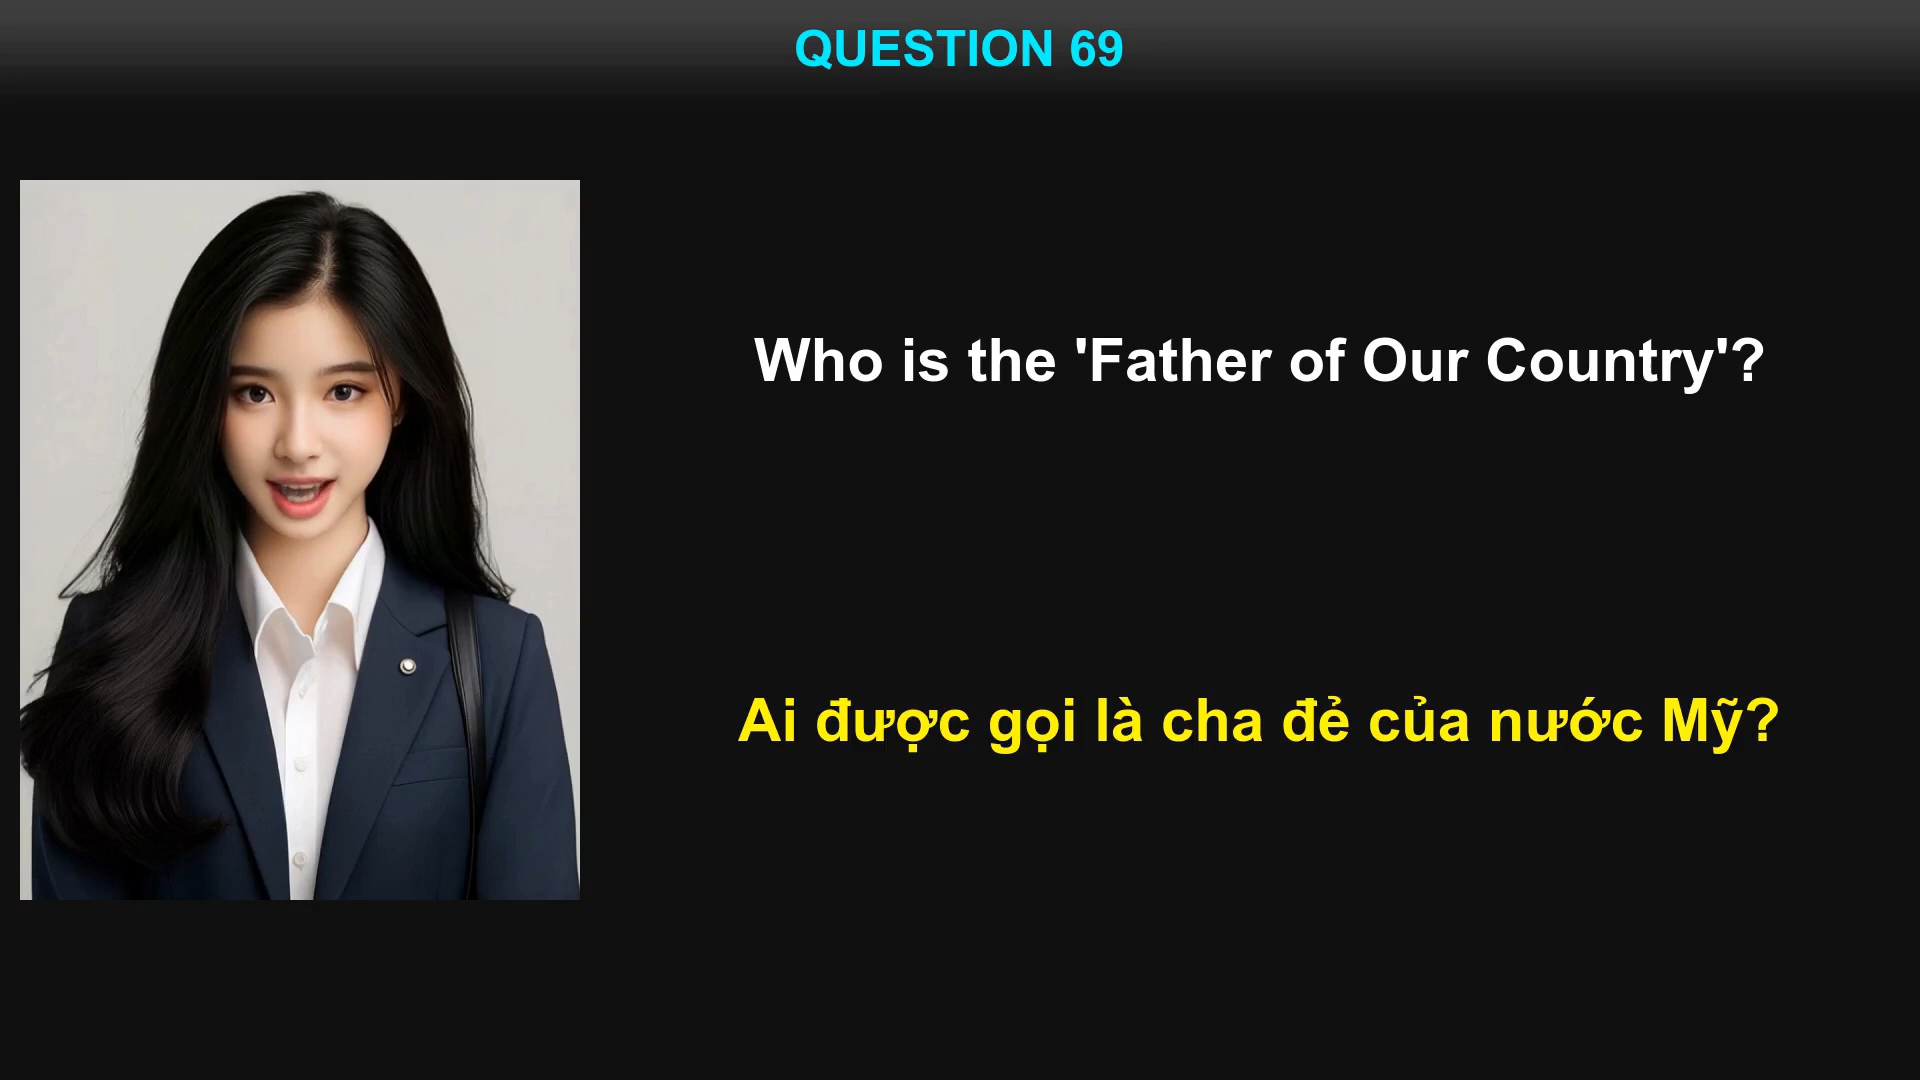 QUESTION 69
Who is the 'Father of Our Country'?
Ai được gọi là cha đẻ của nước Mỹ?